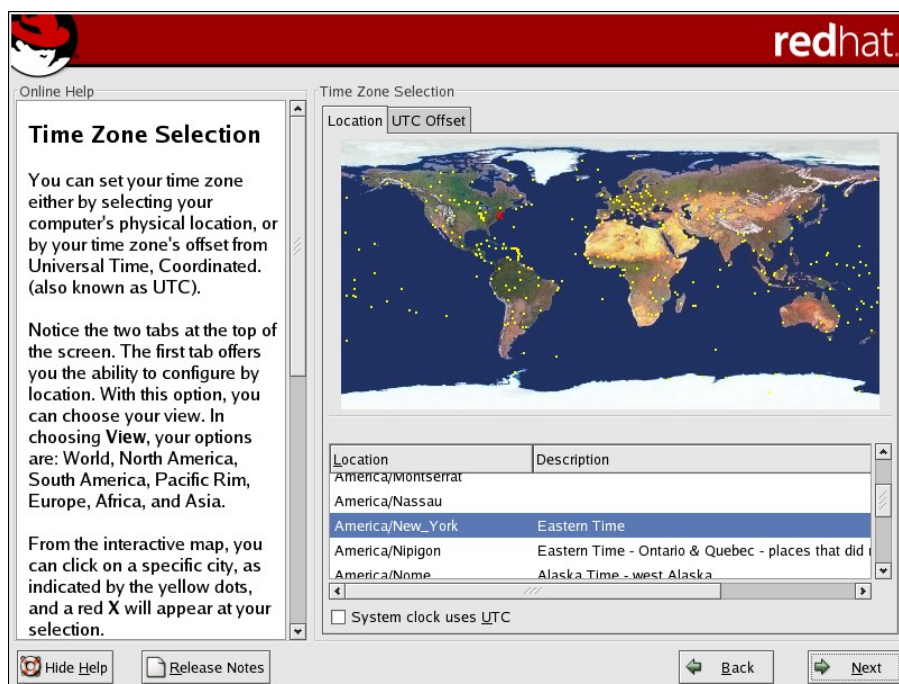 redhat.
Online Help
Time Zone Selection
You can set your time zone
either by selecting your
computer's physical location, or
by your time zone's offset from
Universal Time, Coordinated.
(also known as UTC).
Notice the two tabs at the top of
the screen. The first tab offers
you the ability to configure by
location. With this option, you
can choose your view. In
choosing View, your options
are: World, North America,
South America, Pacific Rim,
Europe, Africa, and Asia.
From the interactive map, you
can click on a specific city, as
indicated by the yellow dots,
and a red X will appear at your
selection.
Time Zone Selection
Location UTC Offset
Location Description
America/Montserrat
America/Nassau
America/New_York Eastern Time
America/Nipigon Eastern Time - Ontario & Quebec - places that did
America/Nome Alaska Time - west Alaska
System clock uses UTC
Hide Help Release Notes Back Next